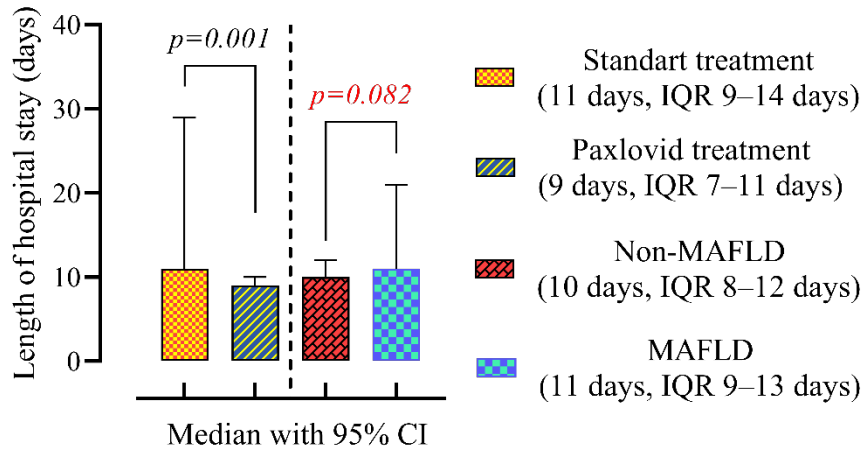 Length of hospital stay (days)
40
30
20
10
0
p=0.001
p=0.082
Median with 95% CI
Standart treatment
(11 days, IQR 9–14 days)
Paxlovid treatment
(9 days, IQR 7–11 days)
Non-MAFLD
(10 days, IQR 8–12 days)
MAFLD
(11 days, IQR 9–13 days)